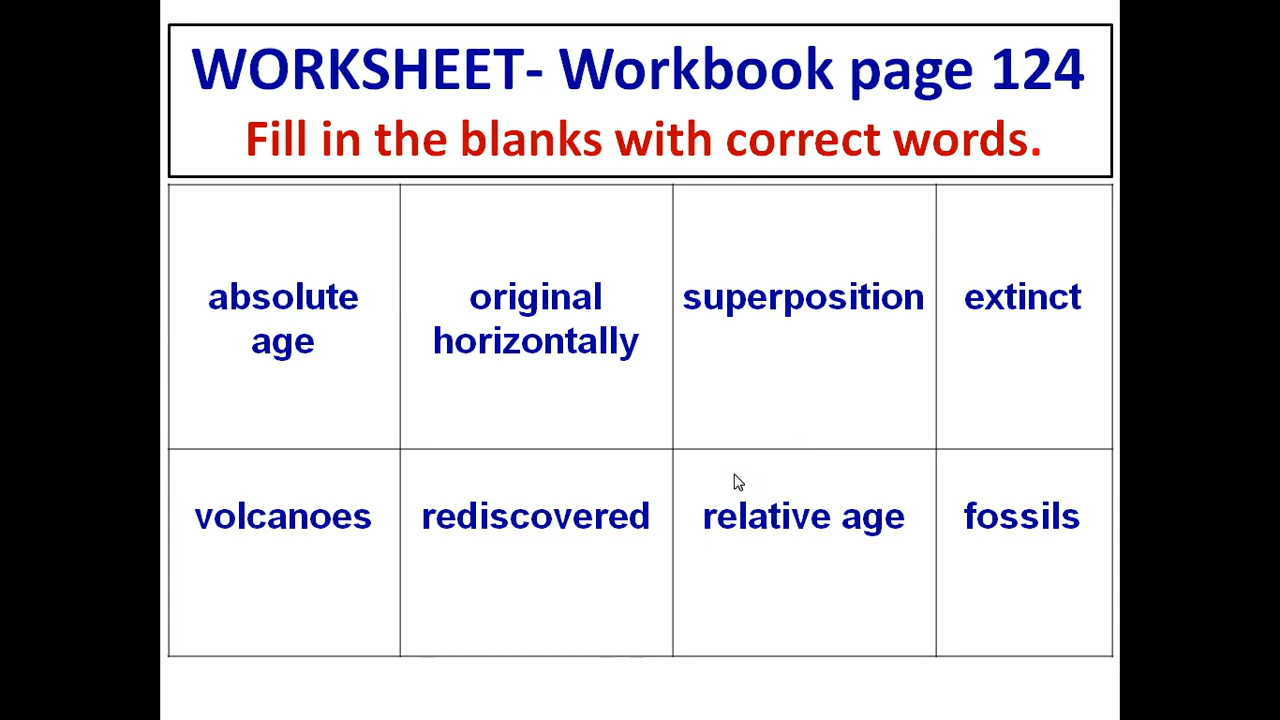 WORKSHEET- Workbook page 124
Fill in the blanks with correct words.
absolute age
original horizontally
superposition
extinct
volcanoes
rediscovered
relative age
fossils